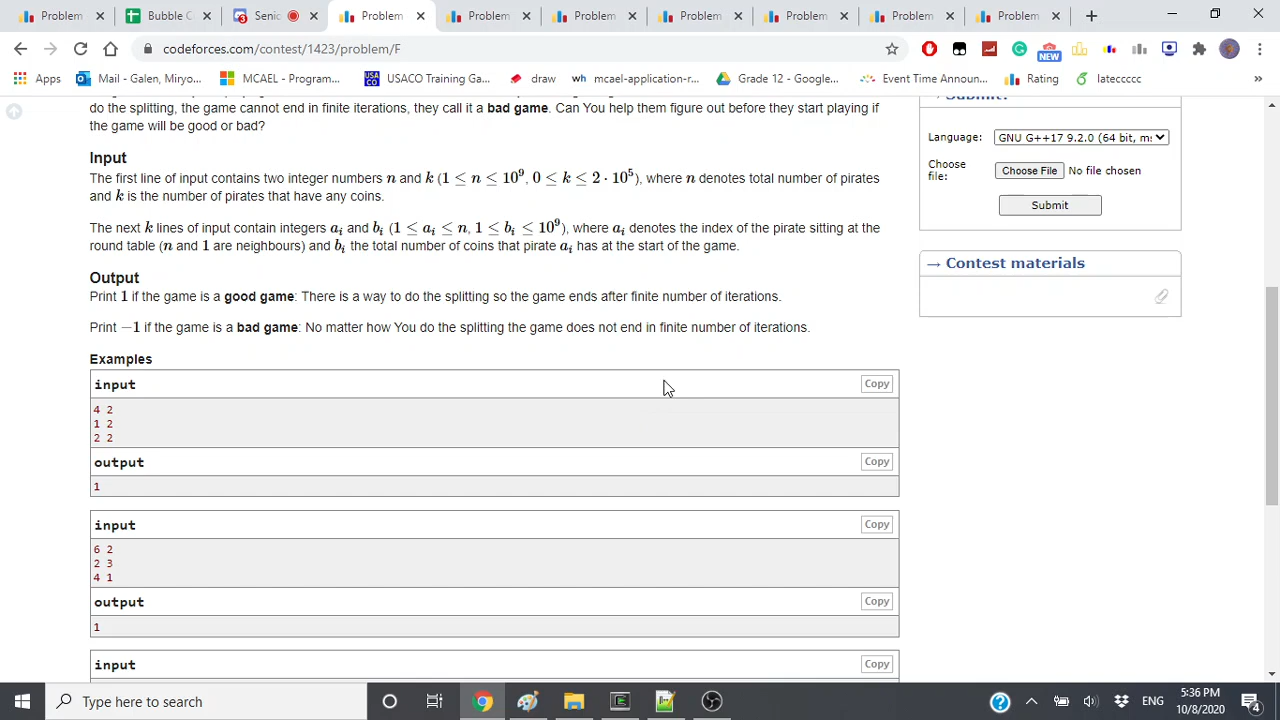 Problem
Bubble C
Senic
Problem
Problem
Problem
Problem
Problem
Problem
Problem
codeforces.com/contest/1423/problem/F
NEW
Apps
Mail - Galen, Miryo...
MCAEL - Program...
USACO Training Ga...
draw
mcael-application-r...
Grade 12 - Google...
Event Time Announ...
Rating
lateccccc
do the splitting, the game does not end in finite iterations, they call it a bad game. Can You help them figure out before they start playing if
the game will be good or bad?
Input
The first line of input contains two integer numbers n and k (1 ≤ n ≤ 10^9, 0 ≤ k ≤ 2 · 10^5), where n denotes total number of pirates
and k is the number of pirates that have any coins.
The next k lines of input contain integers a_i and b_i (1 ≤ a_i ≤ n, 1 ≤ b_i ≤ 10^9), where a_i denotes the index of the pirate sitting at the
round table (n and 1 are neighbours) and b_i the total number of coins that pirate a_i has at the start of the game.
Output
Print 1 if the game is a good game: There is a way to do the splitting so the game ends after finite number of iterations.
Print −1 if the game is a bad game: No matter how You do the splitting the game does not end in finite number of iterations.
Examples
input
Copy
4 2
1 2
2 2
output
Copy
1
input
Copy
6 2
2 3
4 1
output
Copy
1
input
Copy
→ Submit?
Language:
GNU G++17 9.2.0 (64 bit, ms
Choose
file:
Choose File No file chosen
Submit
→ Contest materials
Type here to search
ENG
5:36 PM
10/8/2020
4